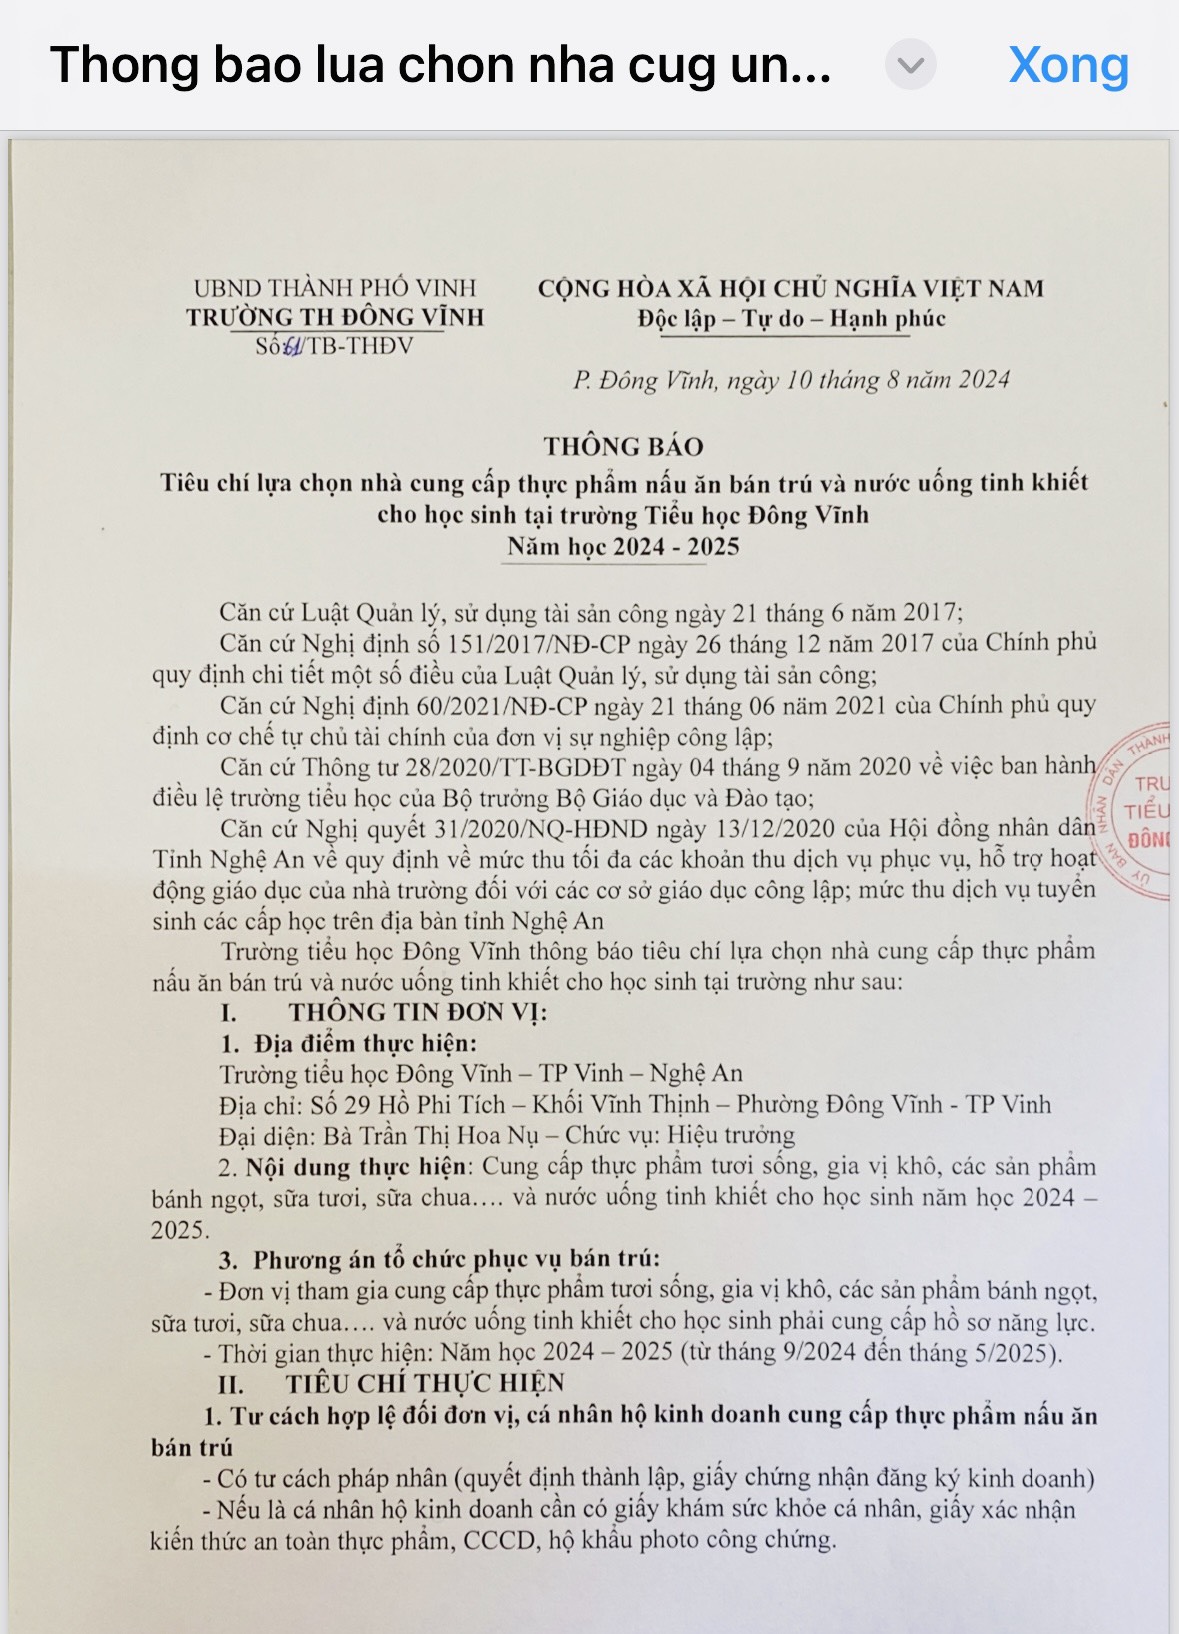 Thong bao lua chon nha cug un...
Xong
UBND THÀNH PHỐ VINH
TRƯỜNG TH ĐÔNG VĨNH
Số:61/TB-THĐV
CỘNG HÒA XÃ HỘI CHỦ NGHĨA VIỆT NAM
Độc lập – Tự do – Hạnh phúc
P. Đông Vĩnh, ngày 10 tháng 8 năm 2024
THÔNG BÁO
Tiêu chí lựa chọn nhà cung cấp thực phẩm nấu ăn bán trú và nước uống tinh khiết
cho học sinh tại trường Tiểu học Đông Vĩnh
Năm học 2024 - 2025
Căn cứ Luật Quản lý, sử dụng tài sản công ngày 21 tháng 6 năm 2017;
Căn cứ Nghị định số 151/2017/NĐ-CP ngày 26 tháng 12 năm 2017 của Chính phủ
quy định chi tiết một số điều của Luật Quản lý, sử dụng tài sản công;
Căn cứ Nghị định 60/2021/NĐ-CP ngày 21 tháng 06 năm 2021 của Chính phủ quy
định cơ chế tự chủ tài chính của đơn vị sự nghiệp công lập;
Căn cứ Thông tư 28/2020/TT-BGDĐT ngày 04 tháng 9 năm 2020 về việc ban hành
điều lệ trường tiểu học của Bộ trưởng Bộ Giáo dục và Đào tạo;
Căn cứ Nghị quyết 31/2020/NQ-HĐND ngày 13/12/2020 của Hội đồng nhân dân
Tỉnh Nghệ An về quy định về mức thu tối đa các khoản thu dịch vụ phục vụ, hỗ trợ hoạt
động giáo dục của nhà trường đối với các cơ sở giáo dục công lập; mức thu dịch vụ tuyển
sinh các cấp học trên địa bàn tỉnh Nghệ An
Trường tiểu học Đông Vĩnh thông báo tiêu chí lựa chọn nhà cung cấp thực phẩm
nấu ăn bán trú và nước uống tinh khiết cho học sinh tại trường như sau:
I. THÔNG TIN ĐƠN VỊ:
1. Địa điểm thực hiện:
Trường tiểu học Đông Vĩnh – TP Vinh – Nghệ An
Địa chỉ: Số 29 Hồ Phi Tích – Khối Vĩnh Thịnh – Phường Đông Vĩnh - TP Vinh
Đại diện: Bà Trần Thị Hoa Nụ – Chức vụ: Hiệu trưởng
2. Nội dung thực hiện: Cung cấp thực phẩm tươi sống, gia vị khô, các sản phẩm
bánh ngọt, sữa tươi, sữa chua…. và nước uống tinh khiết cho học sinh năm học 2024 –
2025.
3. Phương án tổ chức phục vụ bán trú:
- Đơn vị tham gia cung cấp thực phẩm tươi sống, gia vị khô, các sản phẩm bánh ngọt,
sữa tươi, sữa chua…. và nước uống tinh khiết cho học sinh phải cung cấp hồ sơ năng lực.
- Thời gian thực hiện: Năm học 2024 – 2025 (từ tháng 9/2024 đến tháng 5/2025).
II. TIÊU CHÍ THỰC HIỆN
1. Tư cách hợp lệ đối đơn vị, cá nhân hộ kinh doanh cung cấp thực phẩm nấu ăn
bán trú
- Có tư cách pháp nhân (quyết định thành lập, giấy chứng nhận đăng ký kinh doanh)
- Nếu là cá nhân hộ kinh doanh cần có giấy khám sức khỏe cá nhân, giấy xác nhận
kiến thức an toàn thực phẩm, CCCD, hộ khẩu photo công chứng.
ỦY BAN NHÂN DÂN THÀNH
TRƯ
TIỂU
ĐÔNG